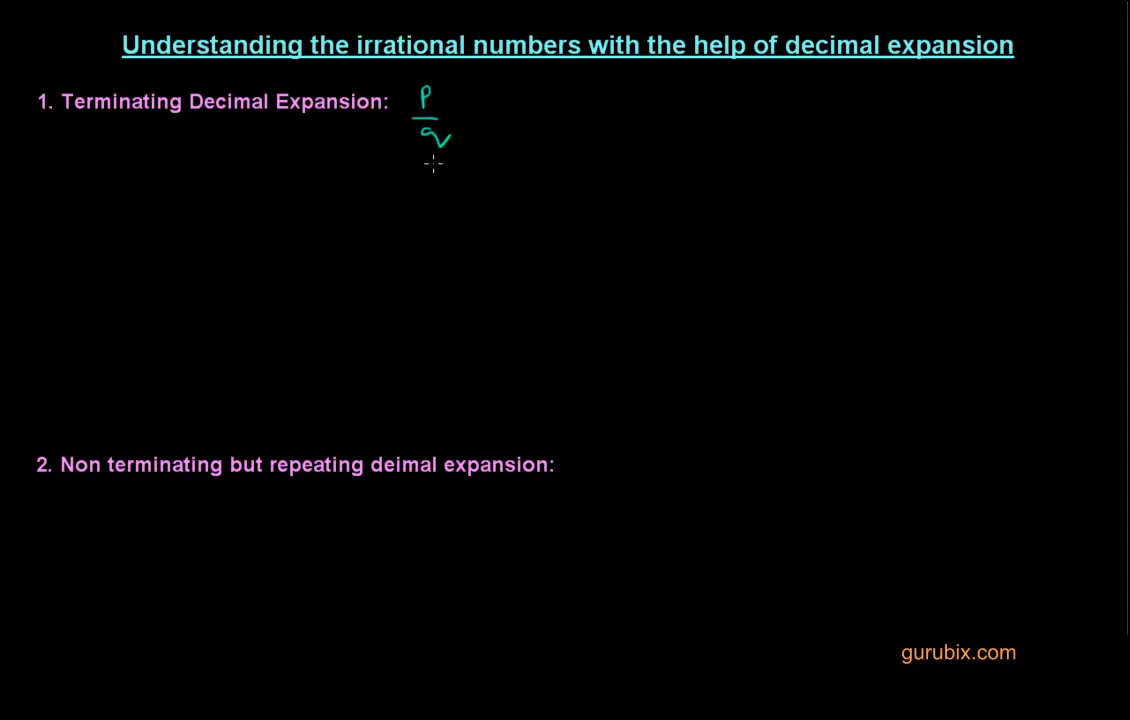 Understanding the irrational numbers with the help of decimal expansion
1. Terminating Decimal Expansion:
p
q
2. Non terminating but repeating deimal expansion:
gurubix.com